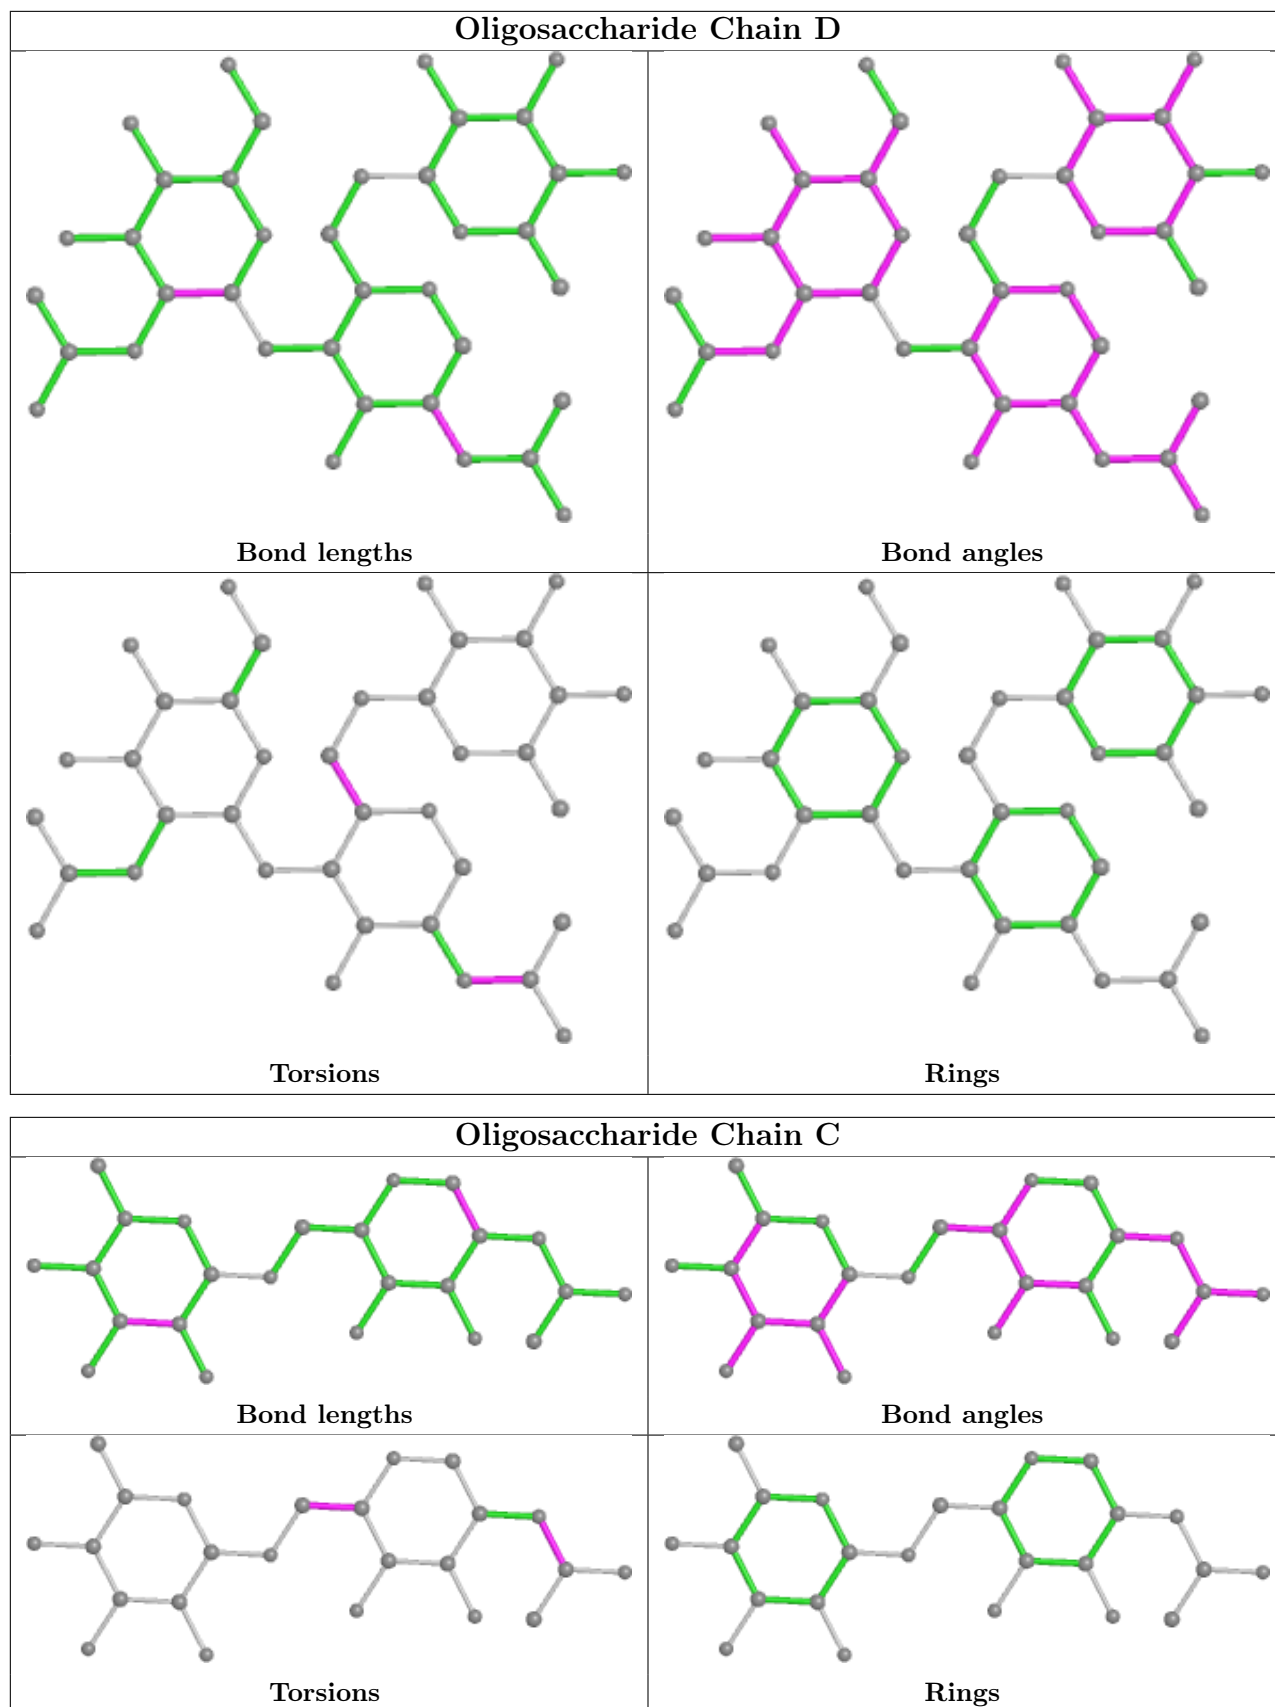 Oligosaccharide Chain D
Bond lengths
Bond angles
Torsions
Rings
Oligosaccharide Chain C
Bond lengths
Bond angles
Torsions
Rings